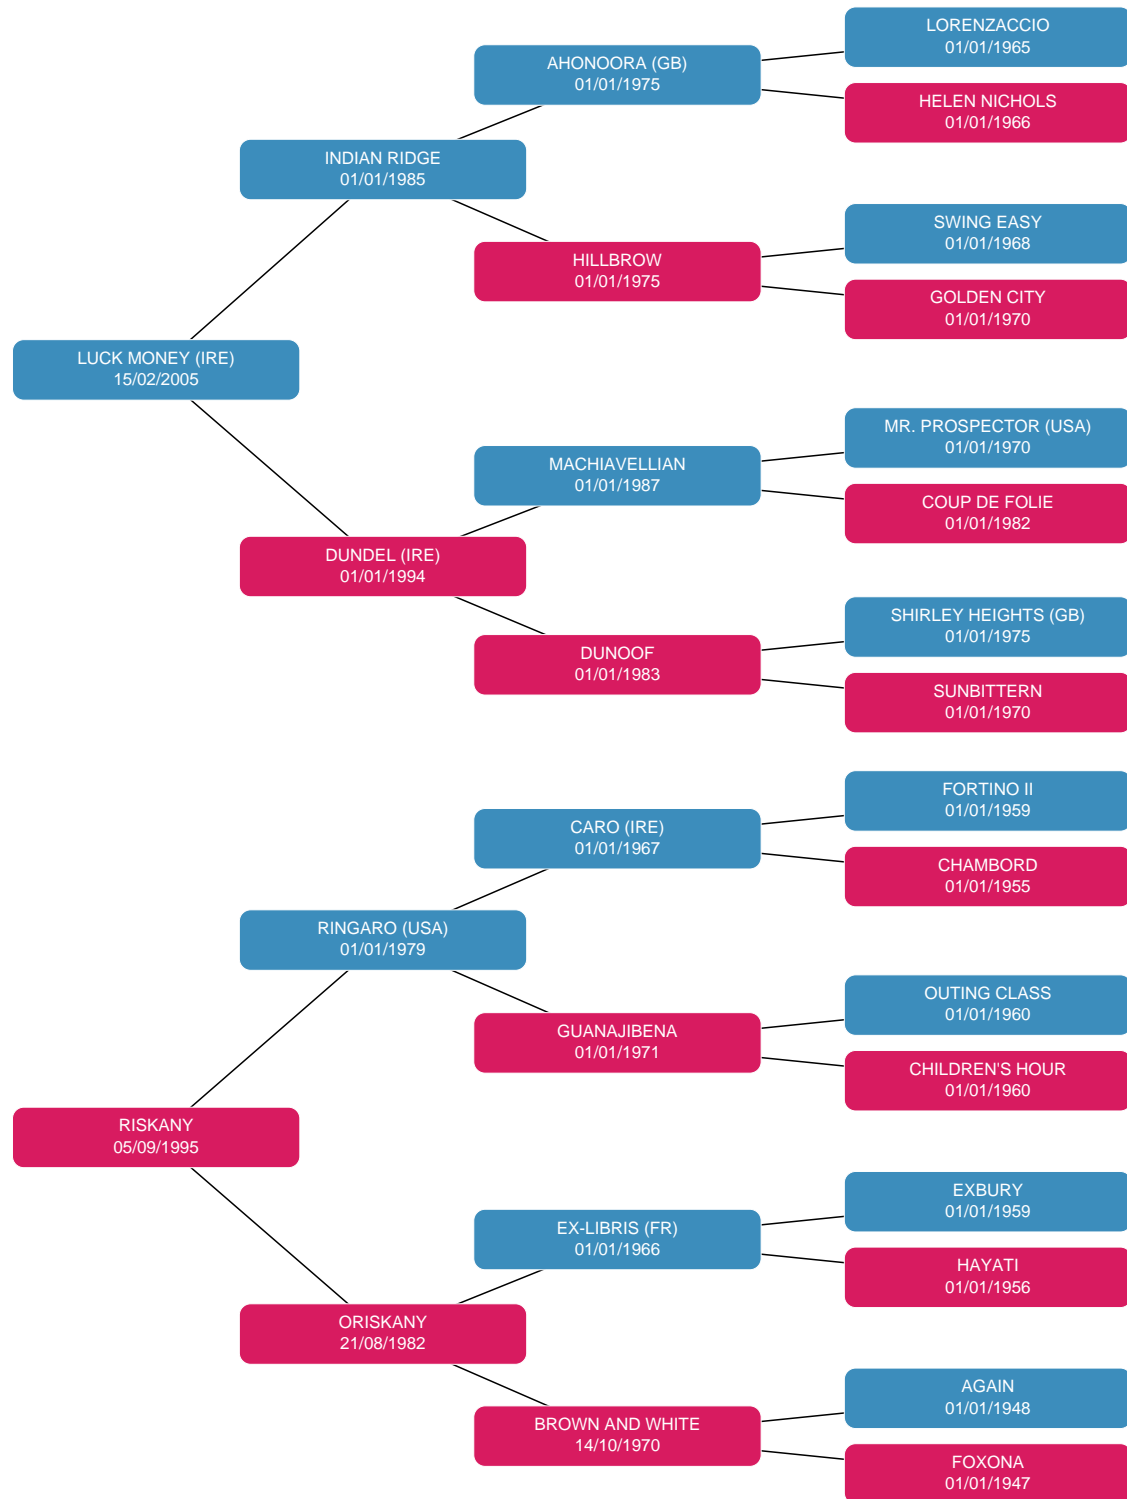 LORENZACCIO
01/01/1965
AHONOORA (GB)
01/01/1975
HELEN NICHOLS
01/01/1966
INDIAN RIDGE
01/01/1985
SWING EASY
01/01/1968
HILLBROW
01/01/1975
GOLDEN CITY
01/01/1970
LUCK MONEY (IRE)
15/02/2005
MR. PROSPECTOR (USA)
01/01/1970
MACHIAVELLIAN
01/01/1987
COUP DE FOLIE
01/01/1982
DUNDEL (IRE)
01/01/1994
SHIRLEY HEIGHTS (GB)
01/01/1975
DUNOOF
01/01/1983
SUNBITTERN
01/01/1970
FORTINO II
01/01/1959
CARO (IRE)
01/01/1967
CHAMBORD
01/01/1955
RINGARO (USA)
01/01/1979
OUTING CLASS
01/01/1960
GUANAJIBENA
01/01/1971
CHILDREN'S HOUR
01/01/1960
RISKANY
05/09/1995
EXBURY
01/01/1959
EX-LIBRIS (FR)
01/01/1966
HAYATI
01/01/1956
ORISKANY
21/08/1982
AGAIN
01/01/1948
BROWN AND WHITE
14/10/1970
FOXONA
01/01/1947